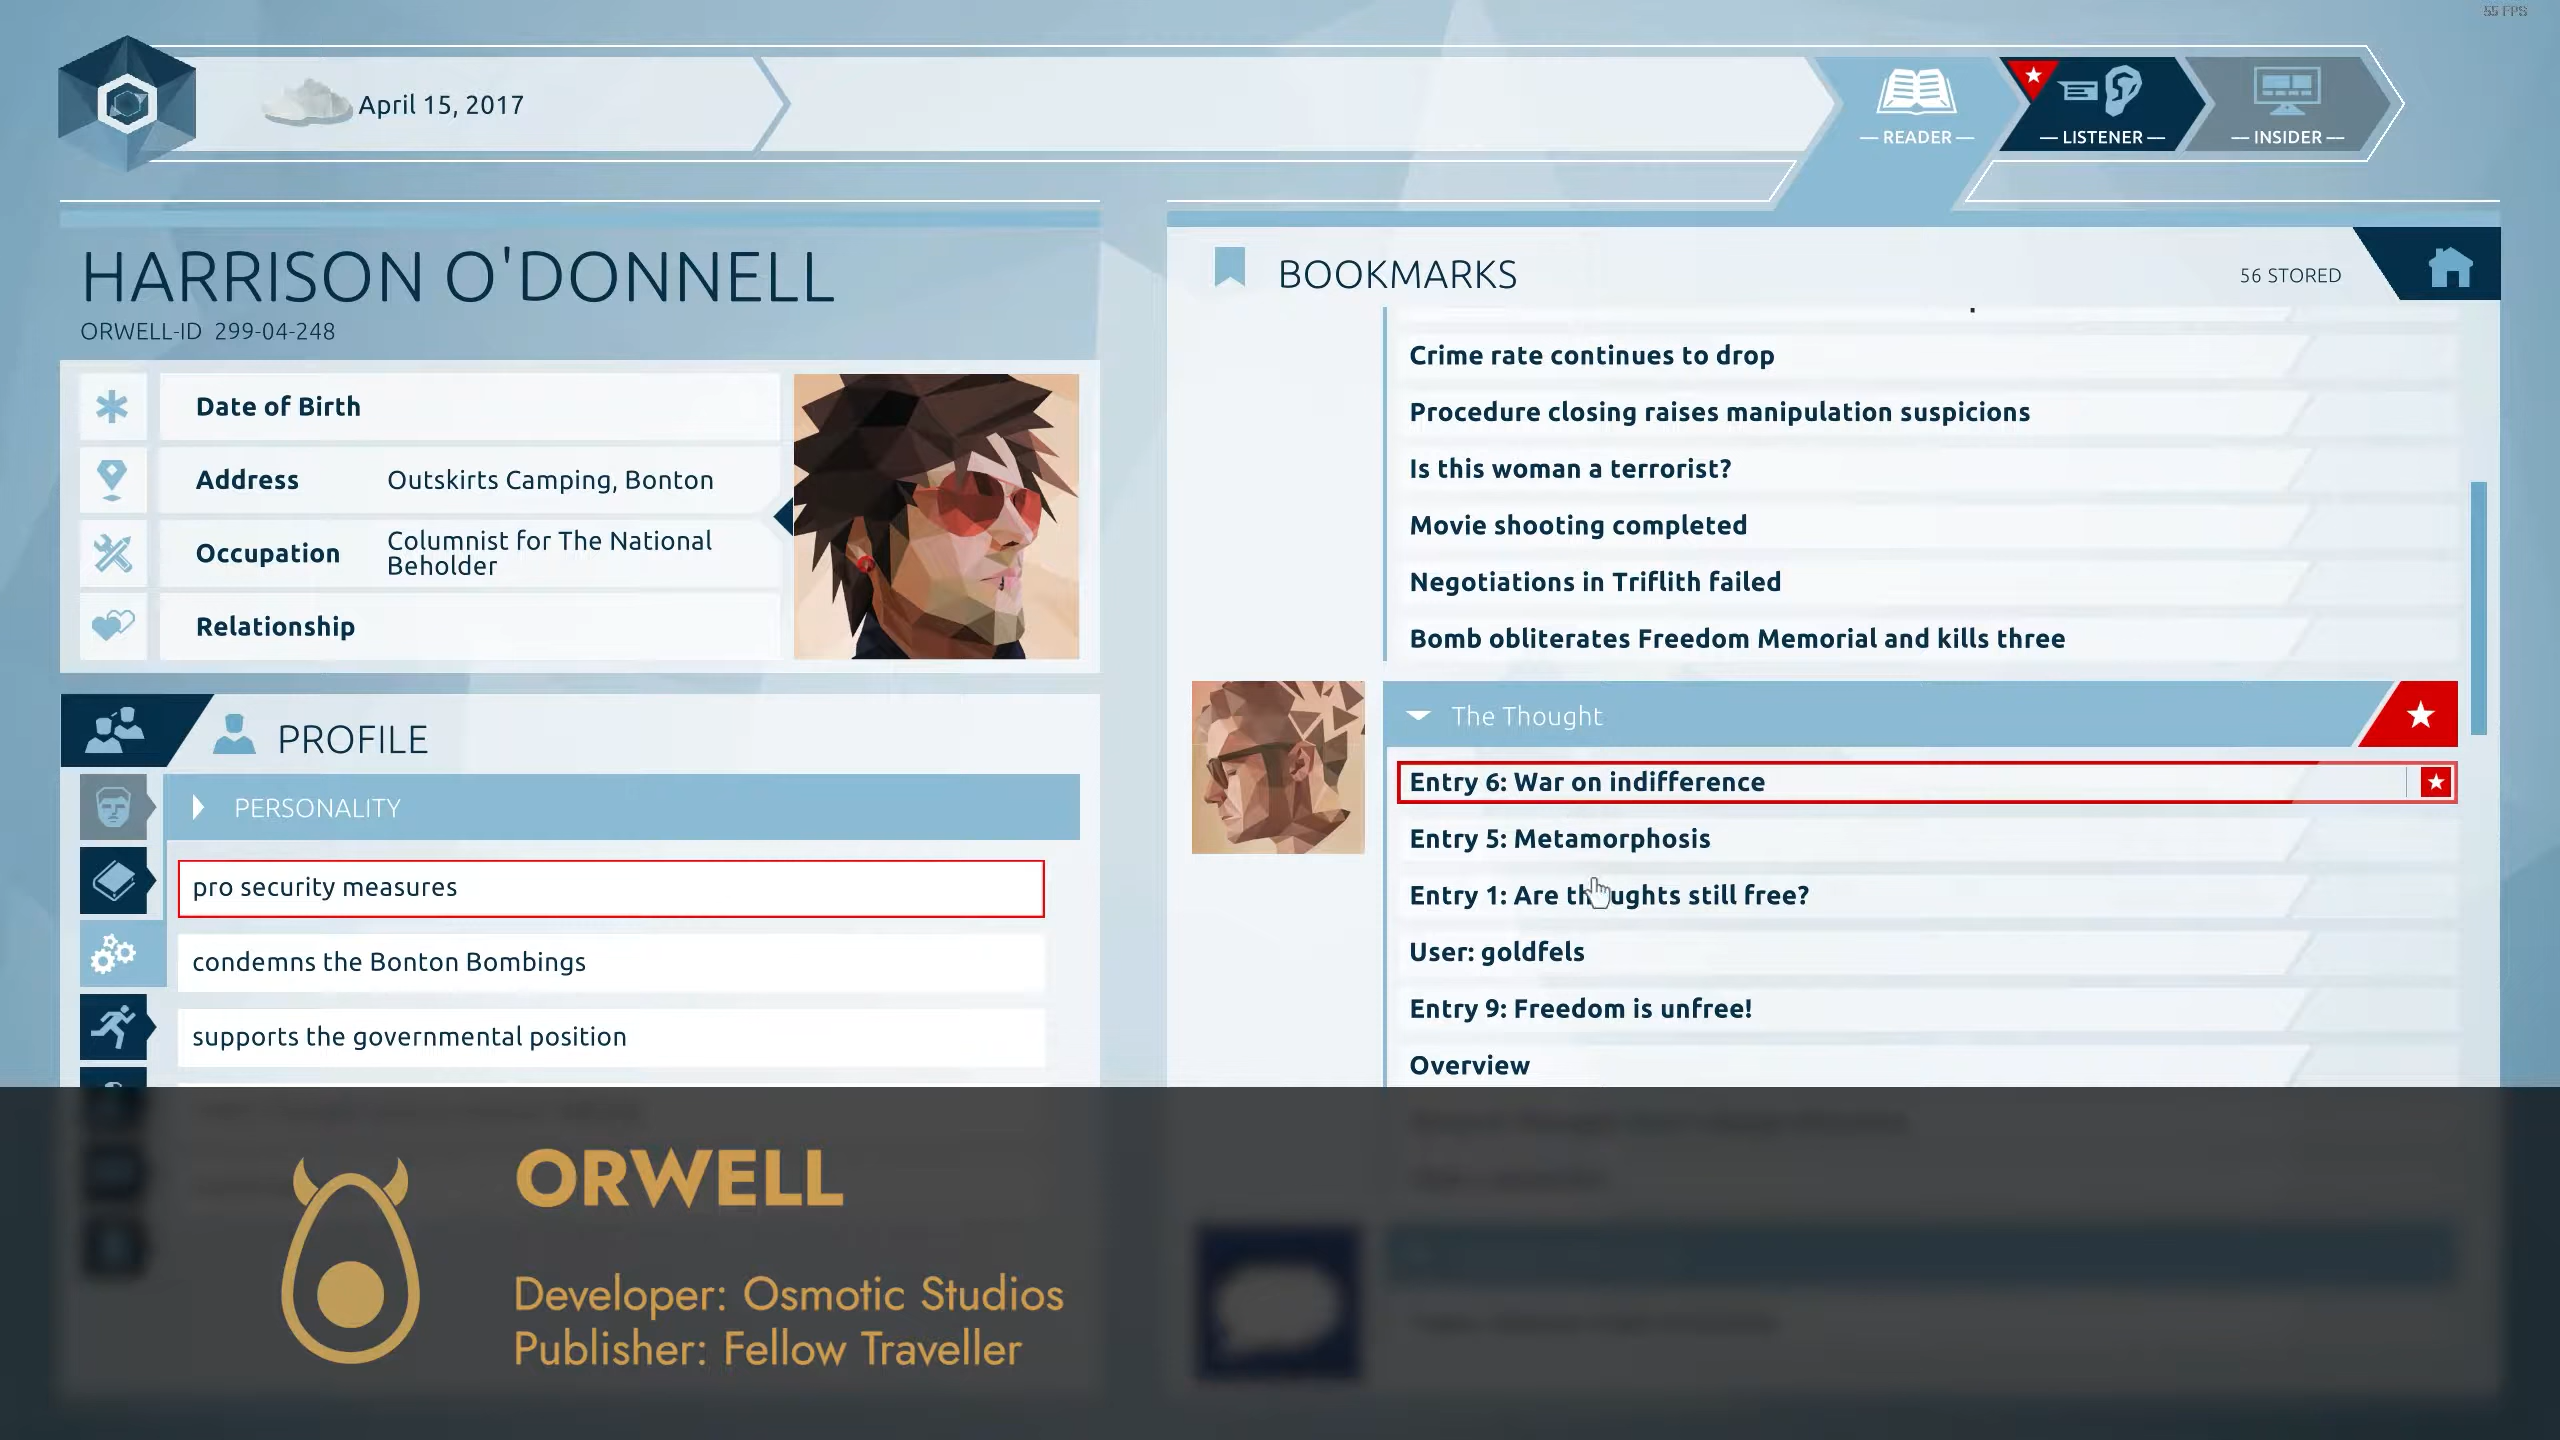 55 FPS
April 15, 2017
READER
LISTENER
INSIDER
HARRISON O'DONNELL
ORWELL-ID 299-04-248
Date of Birth
Address Outskirts Camping, Bonton
Occupation Columnist for The National
Beholder
Relationship
PROFILE
PERSONALITY
pro security measures
condemns the Bonton Bombings
supports the governmental position
BOOKMARKS
56 STORED
Crime rate continues to drop
Procedure closing raises manipulation suspicions
Is this woman a terrorist?
Movie shooting completed
Negotiations in Triflith failed
Bomb obliterates Freedom Memorial and kills three
The Thought
Entry 6: War on indifference
Entry 5: Metamorphosis
Entry 1: Are thoughts still free?
User: goldfels
Entry 9: Freedom is unfree!
Overview
ORWELL
Developer: Osmotic Studios
Publisher: Fellow Traveller